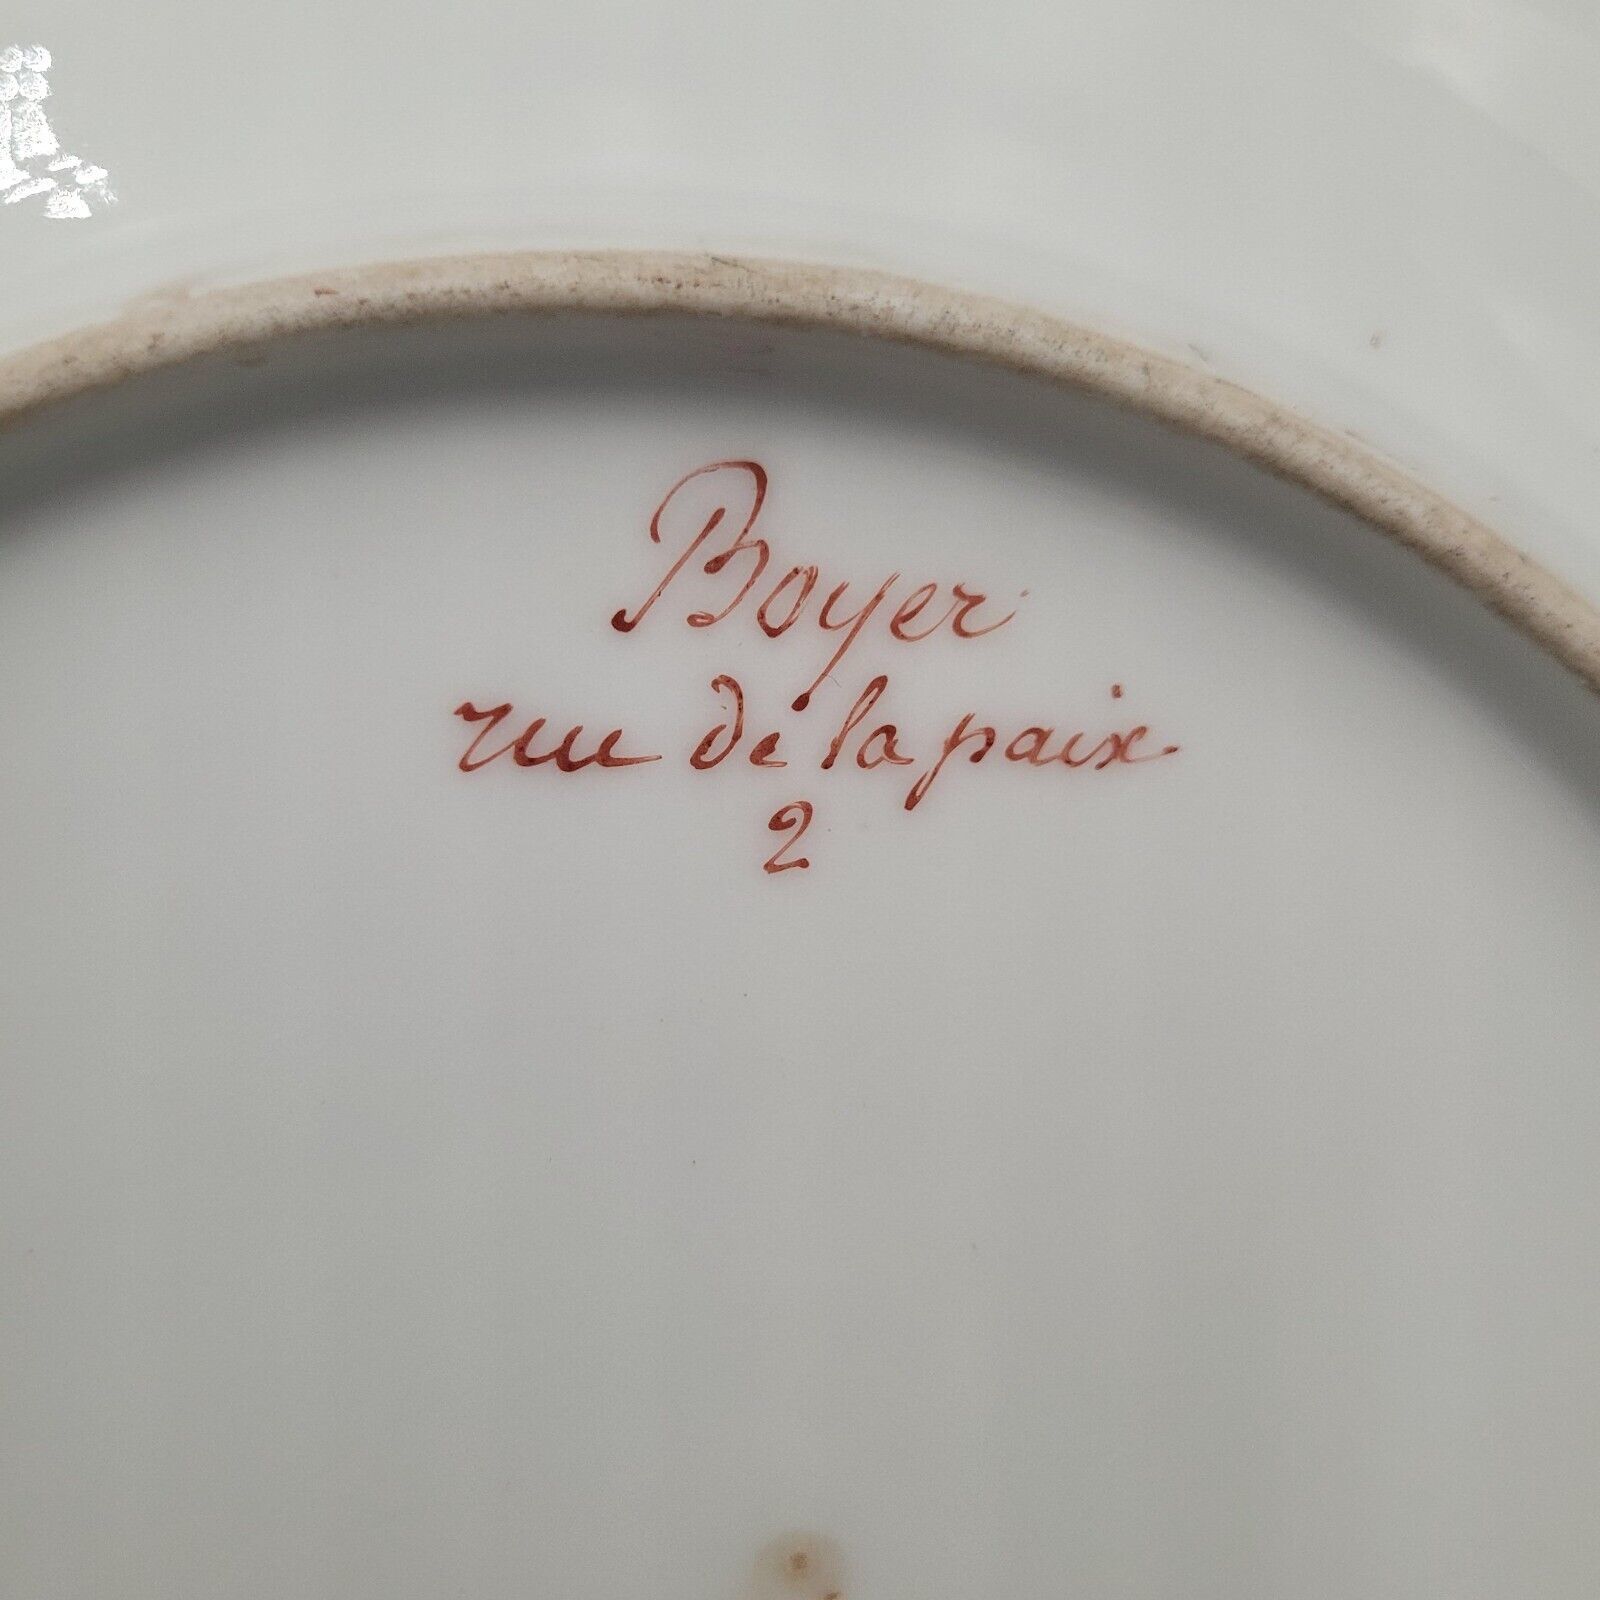 Boyer
rue de la paix
2